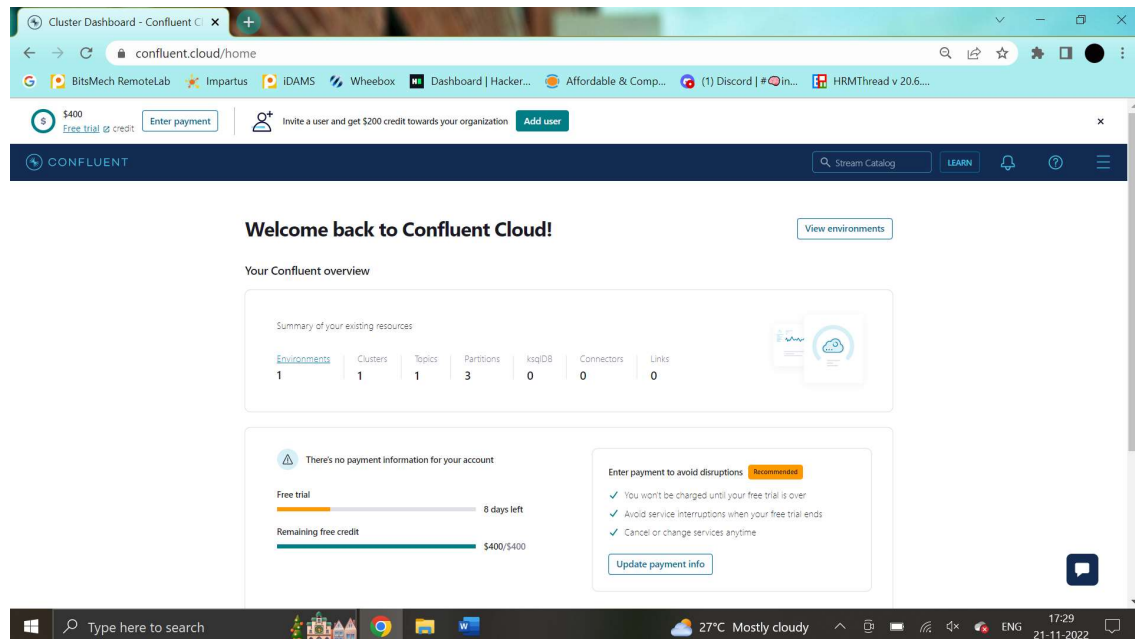 Cluster Dashboard - Confluent Cl
confluent.cloud/home
BitsMech RemoteLab Impartus iDAMS Wheebox Dashboard | Hacker... Affordable & Comp... (1) Discord | #in... HRMThread v 20.6....
$400
Free trial credit
Enter payment
Invite a user and get $200 credit towards your organization
Add user
CONFLUENT
Stream Catalog
LEARN
Welcome back to Confluent Cloud!
View environments
Your Confluent overview
Summary of your existing resources
Environments Clusters Topics Partitions ksqlDB Connectors Links
1 1 1 3 0 0 0
There's no payment information for your account
Free trial
8 days left
Remaining free credit
$400/$400
Enter payment to avoid disruptions Recommended
You won't be charged until your free trial is over
Avoid service interruptions when your free trial ends
Cancel or change services anytime
Update payment info
Type here to search
27°C Mostly cloudy
ENG
17:29
21-11-2022